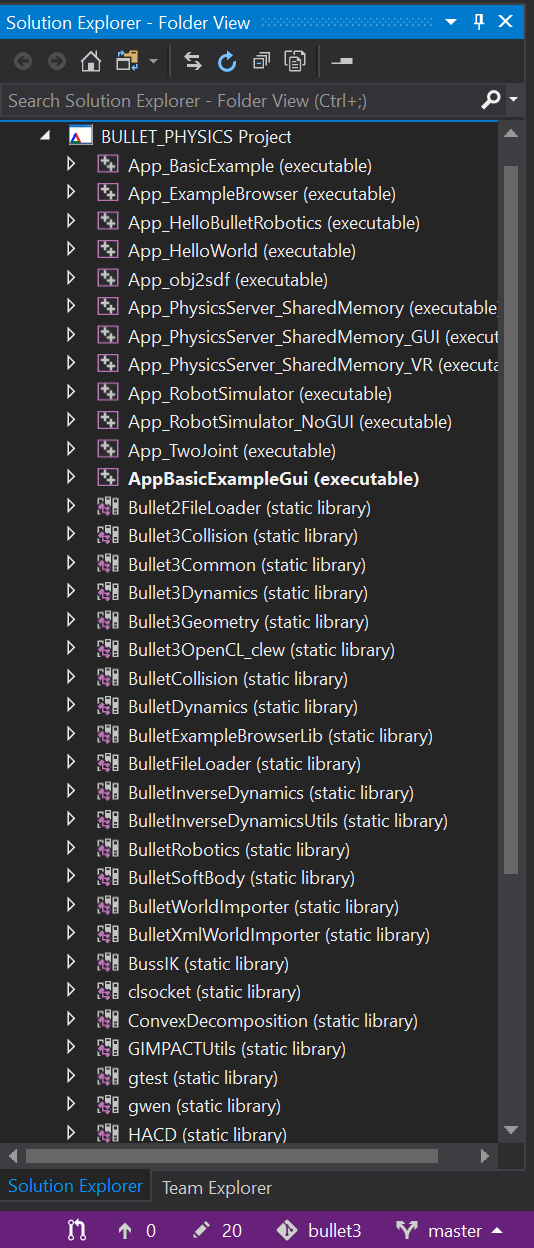 Solution Explorer - Folder View
Search Solution Explorer - Folder View (Ctrl+;)
BULLET_PHYSICS Project
App_BasicExample (executable)
App_ExampleBrowser (executable)
App_HelloBulletRobotics (executable)
App_HelloWorld (executable)
App_obj2sdf (executable)
App_PhysicsServer_SharedMemory (executable)
App_PhysicsServer_SharedMemory_GUI (execut
App_PhysicsServer_SharedMemory_VR (executa
App_RobotSimulator (executable)
App_RobotSimulator_NoGUI (executable)
App_TwoJoint (executable)
AppBasicExampleGui (executable)
Bullet2FileLoader (static library)
Bullet3Collision (static library)
Bullet3Common (static library)
Bullet3Dynamics (static library)
Bullet3Geometry (static library)
Bullet3OpenCL_clew (static library)
BulletCollision (static library)
BulletDynamics (static library)
BulletExampleBrowserLib (static library)
BulletFileLoader (static library)
BulletInverseDynamics (static library)
BulletInverseDynamicsUtils (static library)
BulletRobotics (static library)
BulletSoftBody (static library)
BulletWorldImporter (static library)
BulletXmlWorldImporter (static library)
BussIK (static library)
clsocket (static library)
ConvexDecomposition (static library)
GIMPACTUtils (static library)
gtest (static library)
gwen (static library)
HACD (static library)
Solution Explorer Team Explorer
0 20 bullet3 master